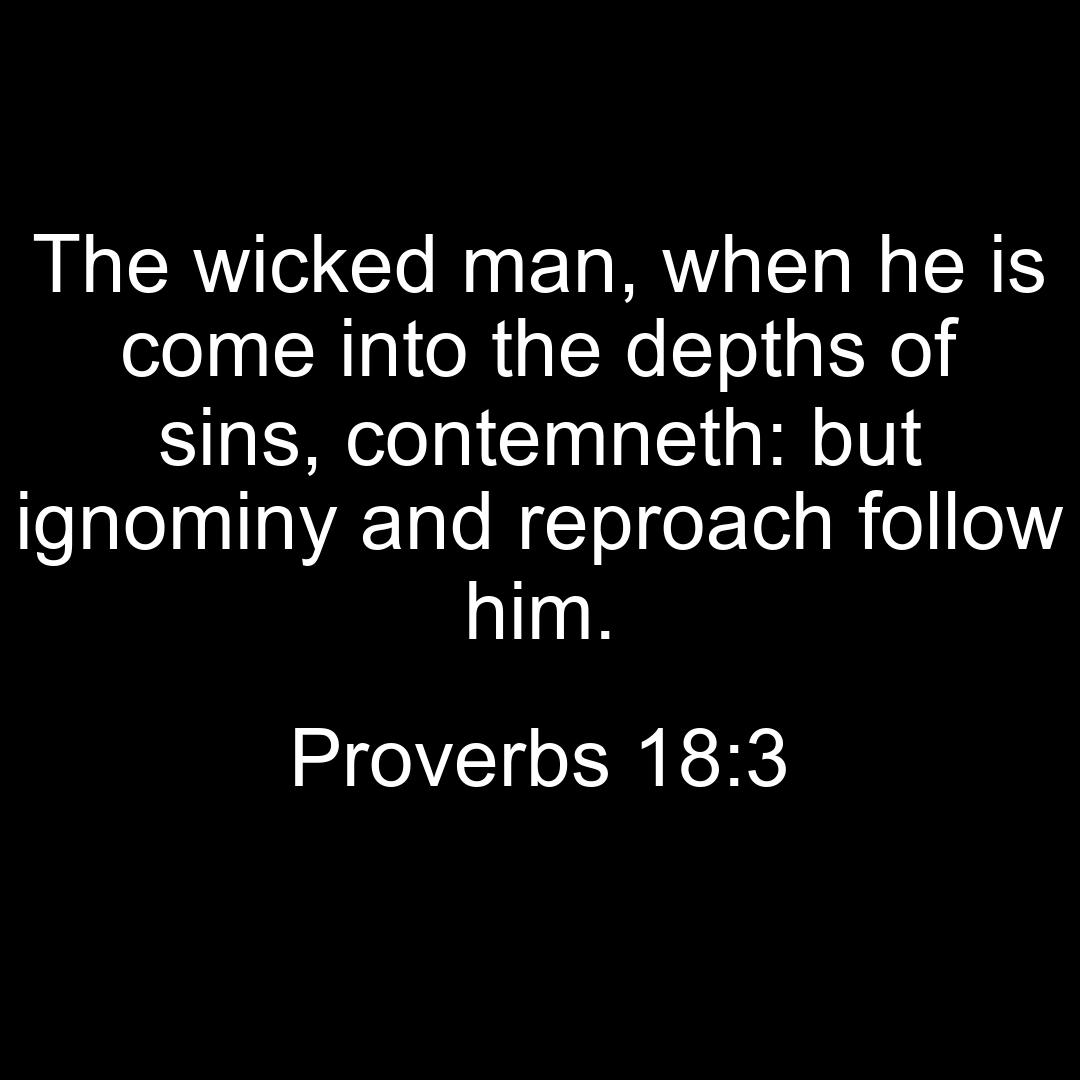 The wicked man, when he is
come into the depths of
sins, contemneth: but
ignominy and reproach follow
him.
Proverbs 18:3